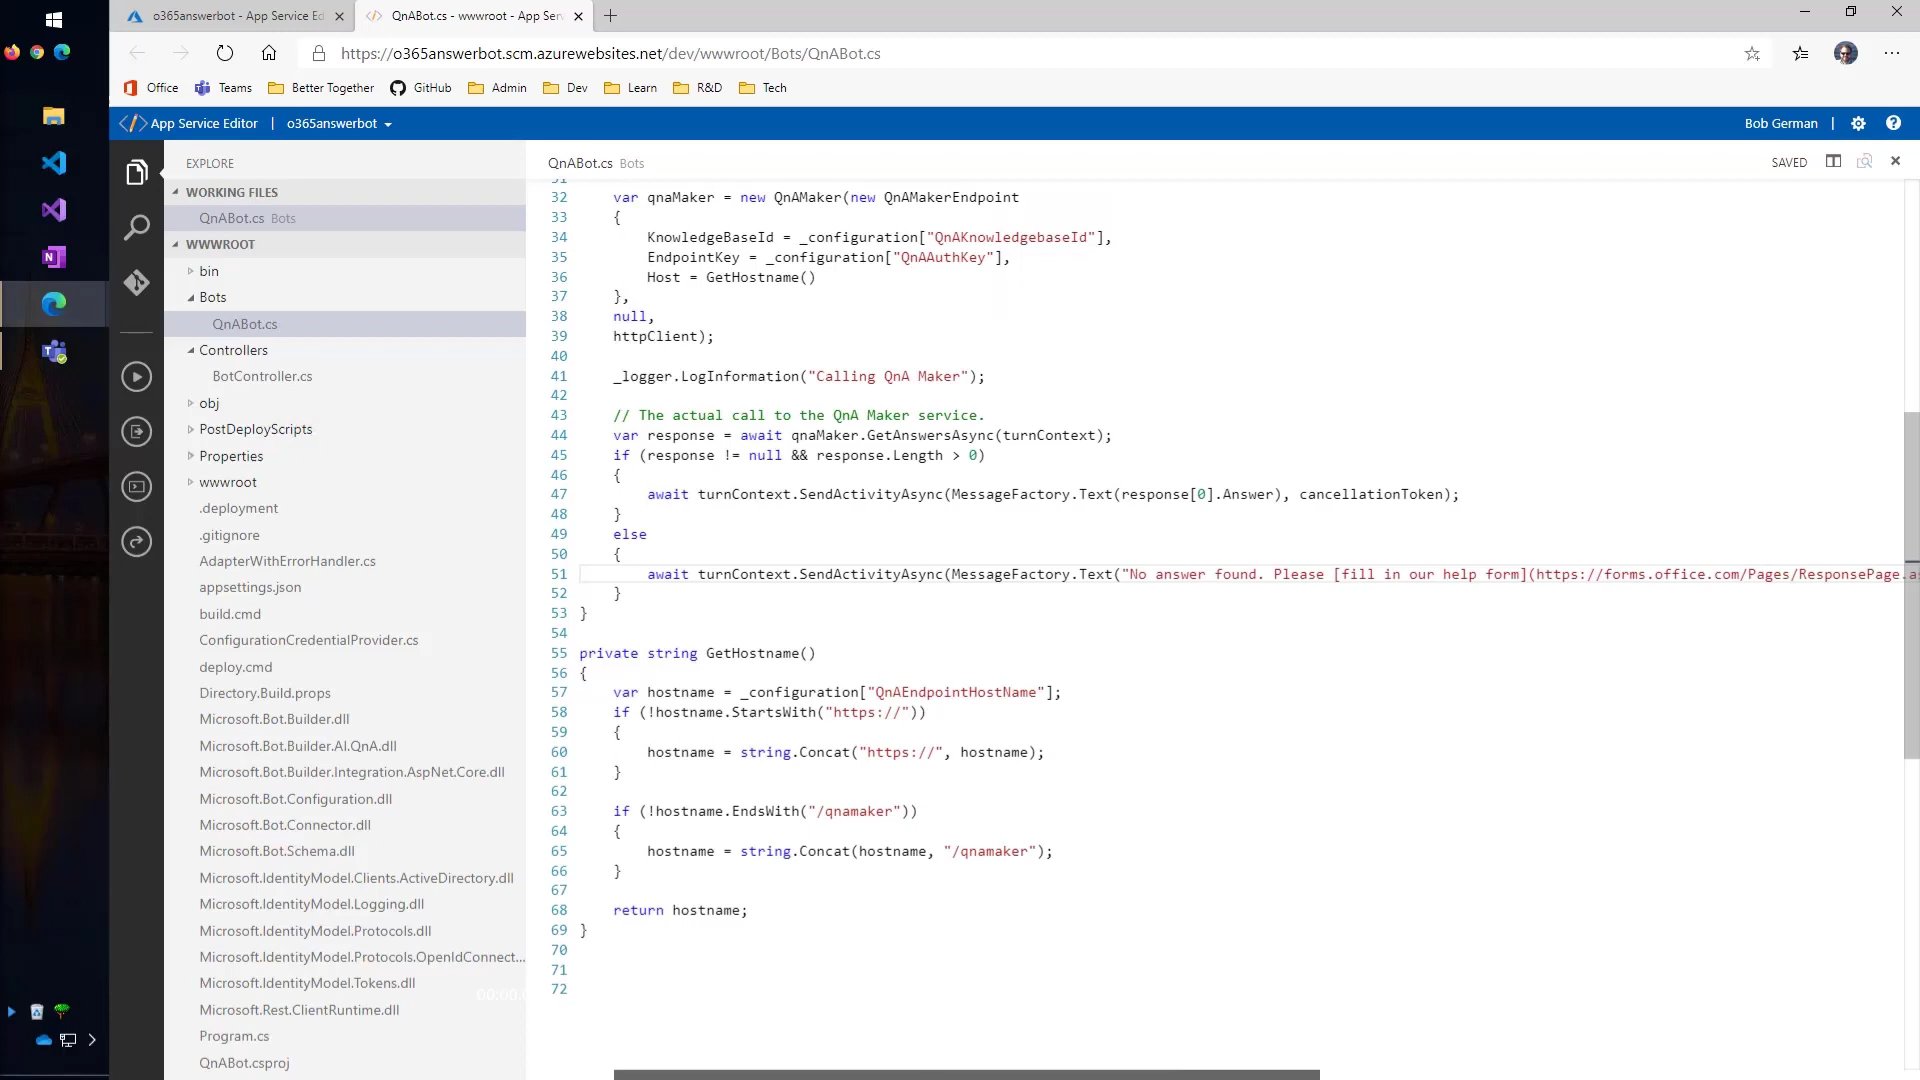 o365answerbot - App Service Ed
QnABot.cs - wwwroot - App Serv
https://o365answerbot.scm.azurewebsites.net/dev/wwwroot/Bots/QnABot.cs
Office Teams Better Together GitHub Admin Dev Learn R&D Tech
App Service Editor | o365answerbot
Bob German |
EXPLORE
WORKING FILES
QnABot.cs Bots
WWWROOT
bin
Bots
QnABot.cs
Controllers
BotController.cs
obj
PostDeployScripts
Properties
wwwroot
.deployment
.gitignore
AdapterWithErrorHandler.cs
appsettings.json
build.cmd
ConfigurationCredentialProvider.cs
deploy.cmd
Directory.Build.props
Microsoft.Bot.Builder.dll
Microsoft.Bot.Builder.AI.QnA.dll
Microsoft.Bot.Builder.Integration.AspNet.Core.dll
Microsoft.Bot.Configuration.dll
Microsoft.Bot.Connector.dll
Microsoft.Bot.Schema.dll
Microsoft.IdentityModel.Clients.ActiveDirectory.dll
Microsoft.IdentityModel.Logging.dll
Microsoft.IdentityModel.Protocols.dll
Microsoft.IdentityModel.Protocols.OpenIdConnect...
Microsoft.IdentityModel.Tokens.dll
Microsoft.Rest.ClientRuntime.dll
Program.cs
QnABot.csproj
QnABot.cs Bots
SAVED
31
32 var qnaMaker = new QnAMaker(new QnAMakerEndpoint
33 {
34 KnowledgeBaseId = _configuration["QnAKnowledgebaseId"],
35 EndpointKey = _configuration["QnAAuthKey"],
36 Host = GetHostname()
37 },
38 null,
39 httpClient);
40
41 _logger.LogInformation("Calling QnA Maker");
42
43 // The actual call to the QnA Maker service.
44 var response = await qnaMaker.GetAnswersAsync(turnContext);
45 if (response != null && response.Length > 0)
46 {
47 await turnContext.SendActivityAsync(MessageFactory.Text(response[0].Answer), cancellationToken);
48 }
49 else
50 {
51 await turnContext.SendActivityAsync(MessageFactory.Text("No answer found. Please [fill in our help form](https://forms.office.com/Pages/ResponsePage.as
52 }
53 }
54
55 private string GetHostname()
56 {
57 var hostname = _configuration["QnAEndpointHostName"];
58 if (!hostname.StartsWith("https://"))
59 {
60 hostname = string.Concat("https://", hostname);
61 }
62
63 if (!hostname.EndsWith("/qnamaker"))
64 {
65 hostname = string.Concat(hostname, "/qnamaker");
66 }
67
68 return hostname;
69 }
70
71
72